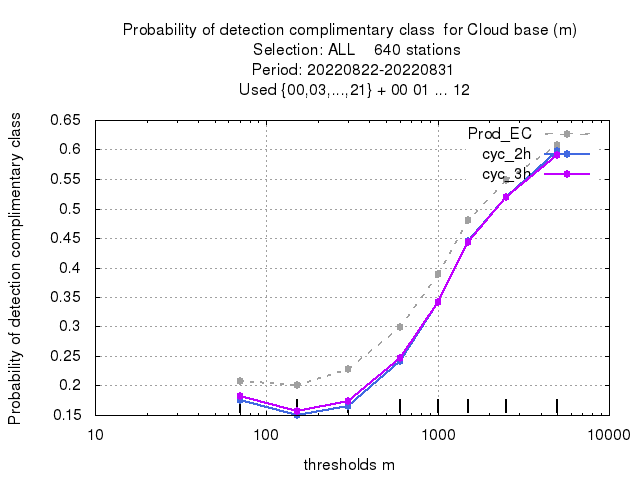 Probability of detection complimentary class  for Cloud base (m)
Selection: ALL    640 stations
Period: 20220822-20220831
Used {00,03,...,21} + 00 01 ... 12
Probability of detection complimentary class
0.65
0.6
0.55
0.5
0.45
0.4
0.35
0.3
0.25
0.2
0.15
Prod_EC
cyc_2h
cyc_3h
10 100 1000 10000
thresholds m